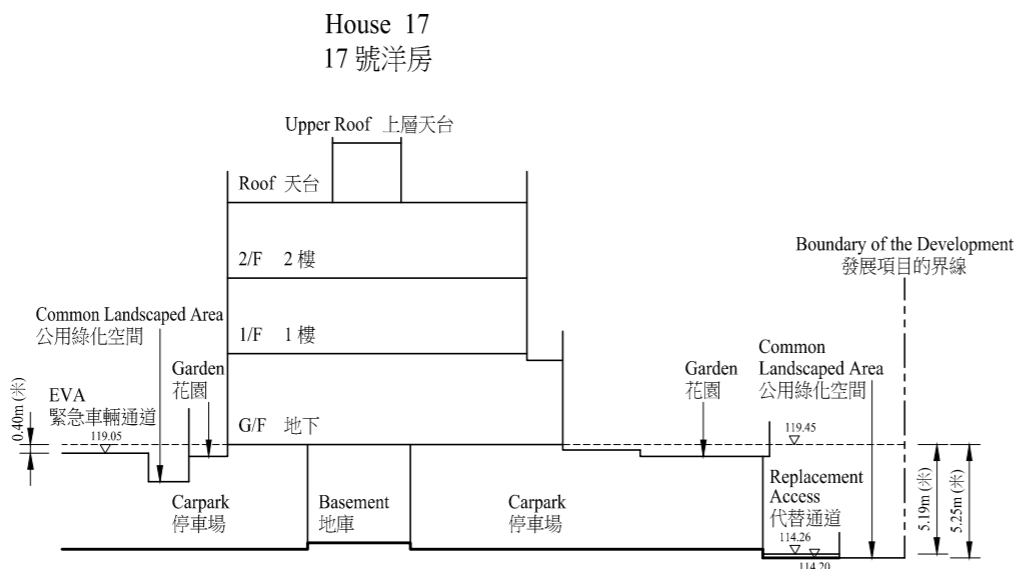 House 17
17 號洋房
Upper Roof 上層天台
Roof 天台
2/F 2 樓
Boundary of the Development
發展項目的界線
Common Landscaped Area
公用綠化空間
1/F 1 樓
Common
Landscaped Area
公用綠化空間
Garden
花園
Garden
花園
EVA
緊急車輛通道
0.40m (米)
119.05
G/F 地下
119.45
Carpark
停車場
Basement
地庫
Carpark
停車場
Replacement
Access
代替通道
114.26
114.20
5.19m (米)
5.25m (米)